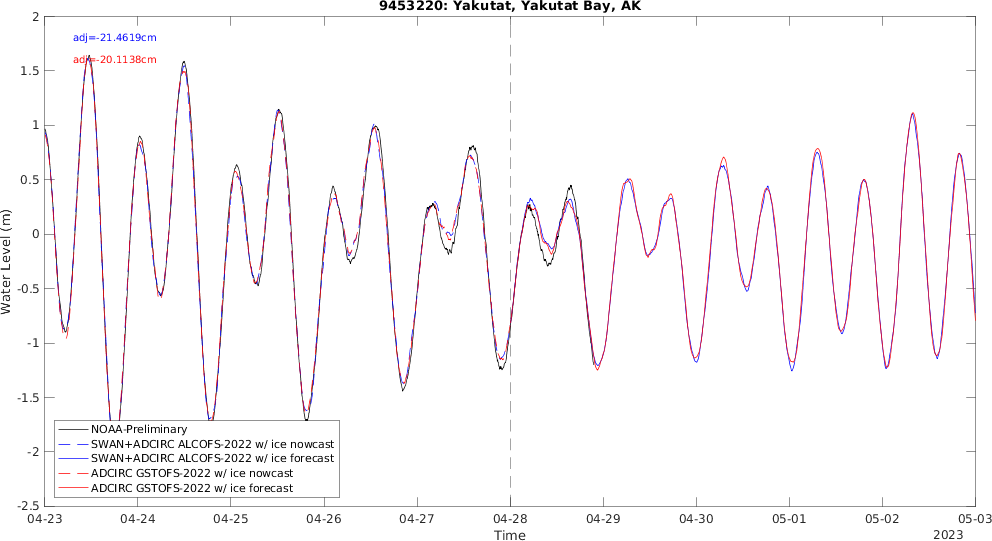 9453220: Yakutat, Yakutat Bay, AK
adj=-21.4619cm
adj=-20.1138cm
Water Level (m)
2
1.5
1
0.5
0
-0.5
-1
-1.5
-2
-2.5
NOAA-Preliminary
SWAN+ADCIRC ALCOFS-2022 w/ ice nowcast
SWAN+ADCIRC ALCOFS-2022 w/ ice forecast
ADCIRC GSTOFS-2022 w/ ice nowcast
ADCIRC GSTOFS-2022 w/ ice forecast
04-23 04-24 04-25 04-26 04-27 04-28 04-29 04-30 05-01 05-02 05-03
Time
2023